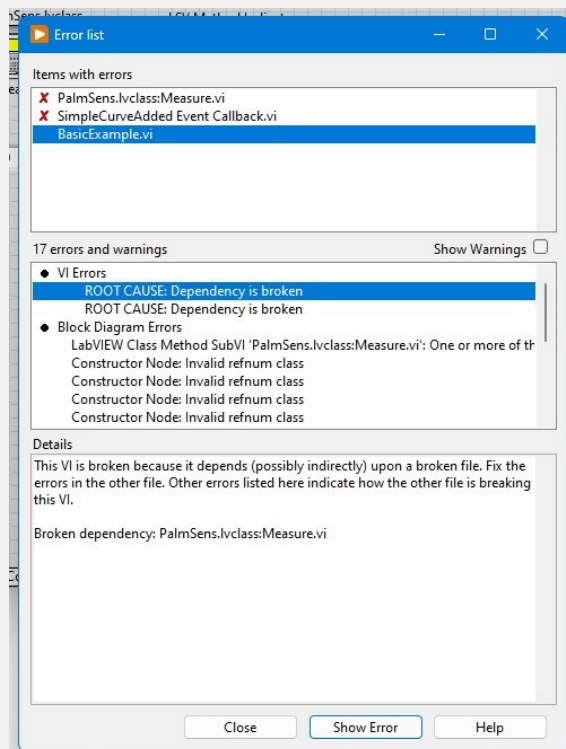 Error list
Items with errors
PalmSens.lvclass:Measure.vi
SimpleCurveAdded Event Callback.vi
BasicExample.vi
17 errors and warnings
Show Warnings
VI Errors
ROOT CAUSE: Dependency is broken
ROOT CAUSE: Dependency is broken
Block Diagram Errors
LabVIEW Class Method SubVI 'PalmSens.lvclass:Measure.vi': One or more of th
Constructor Node: Invalid refnum class
Constructor Node: Invalid refnum class
Constructor Node: Invalid refnum class
Constructor Node: Invalid refnum class
Details
This VI is broken because it depends (possibly indirectly) upon a broken file. Fix the
errors in the other file. Other errors listed here indicate how the other file is breaking
this VI.
Broken dependency: PalmSens.lvclass:Measure.vi
Close
Show Error
Help